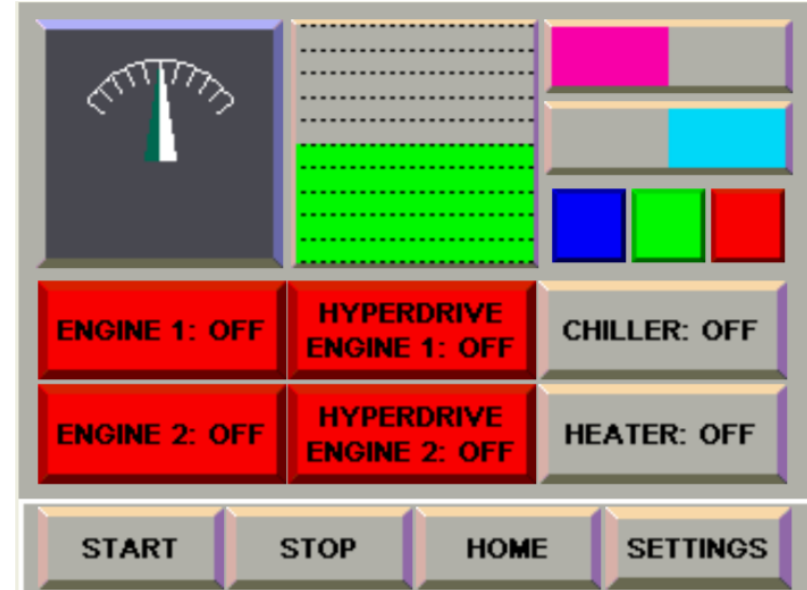 ENGINE 1: OFF
HYPERDRIVE
ENGINE 1: OFF
CHILLER: OFF
ENGINE 2: OFF
HYPERDRIVE
ENGINE 2: OFF
HEATER: OFF
START
STOP
HOME
SETTINGS